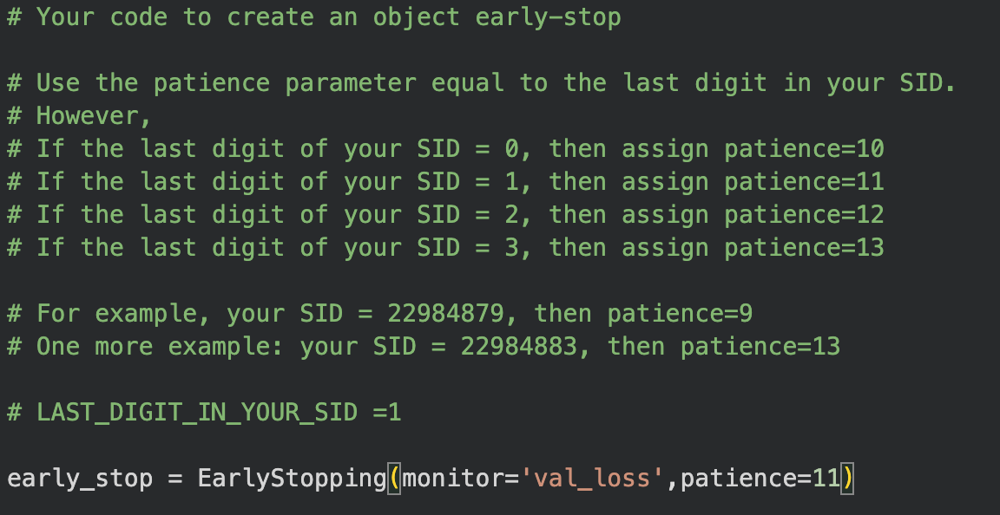 # Your code to create an object early-stop
# Use the patience parameter equal to the last digit in your SID.
# However,
# If the last digit of your SID = 0, then assign patience=10
# If the last digit of your SID = 1, then assign patience=11
# If the last digit of your SID = 2, then assign patience=12
# If the last digit of your SID = 3, then assign patience=13
# For example, your SID = 22984879, then patience=9
# One more example: your SID = 22984883, then patience=13
# LAST_DIGIT_IN_YOUR_SID =1
early_stop = EarlyStopping(monitor='val_loss',patience=11)